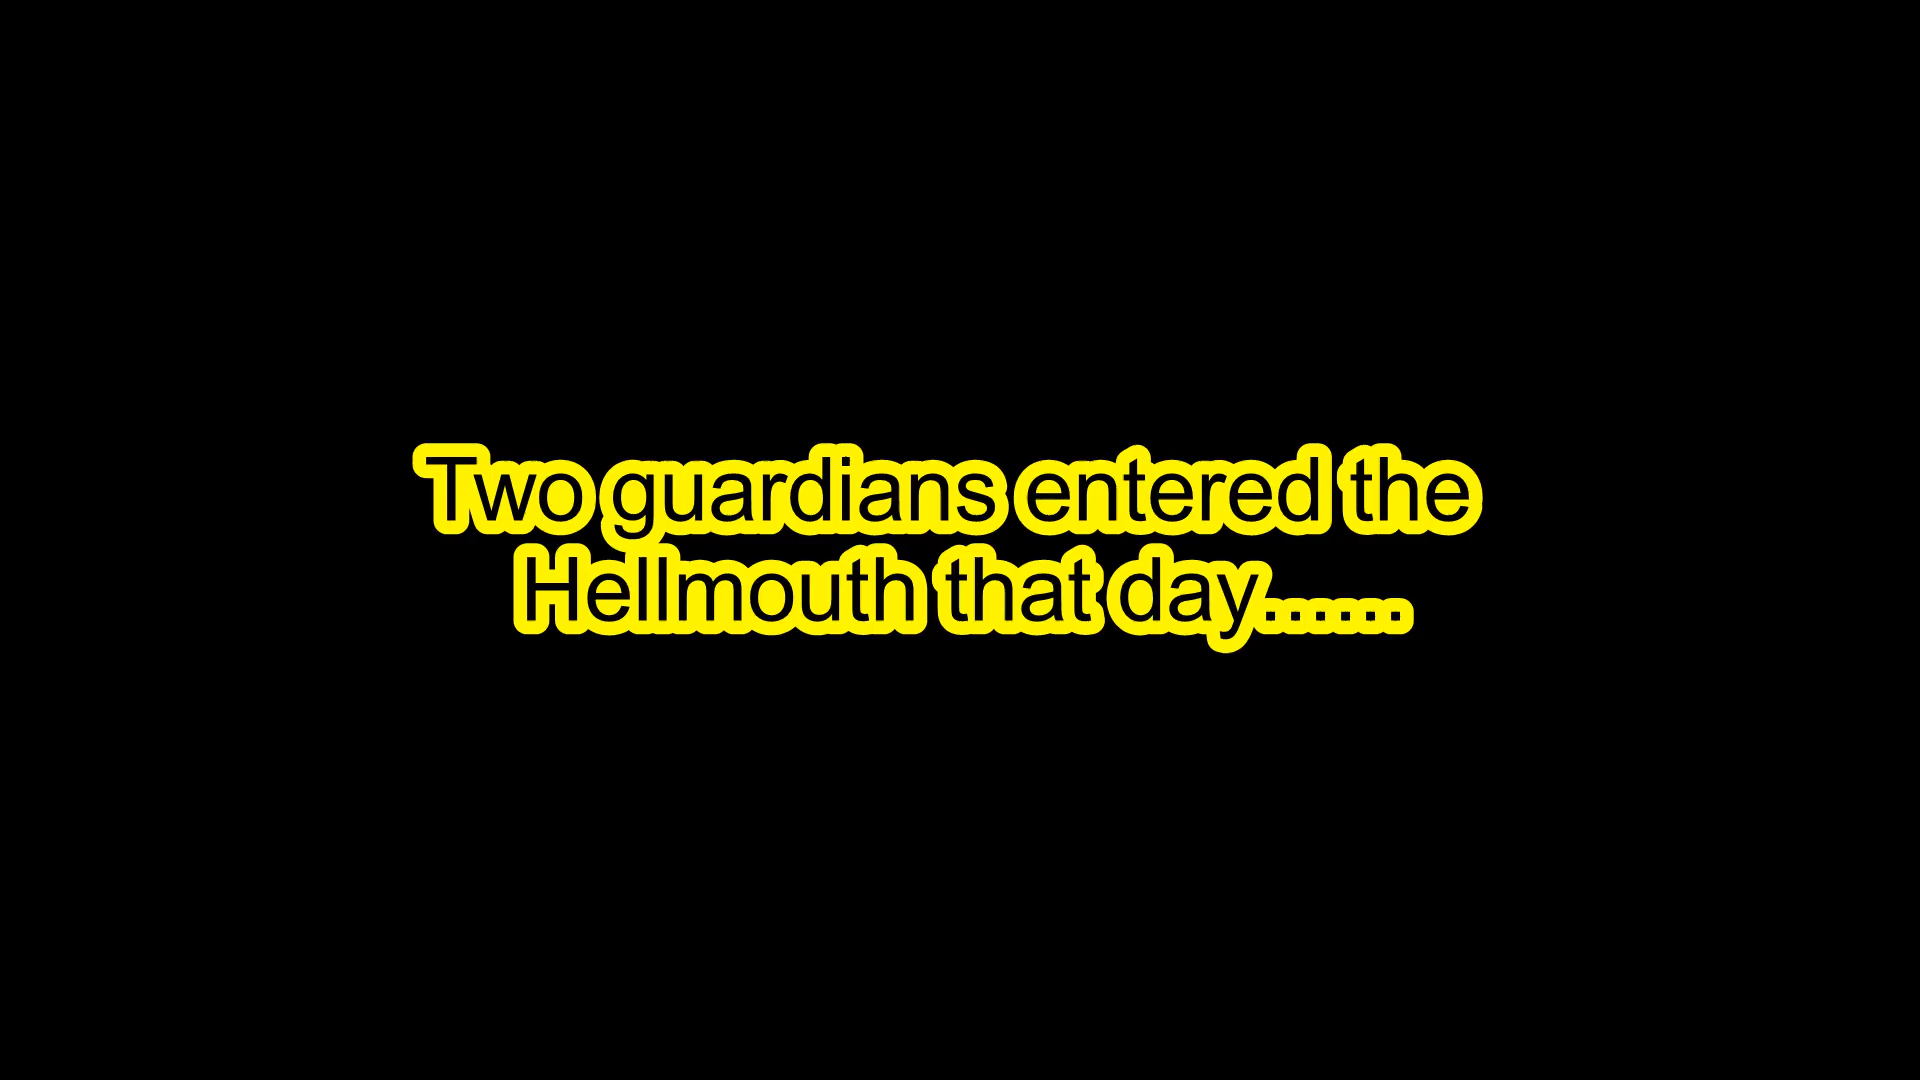 Two guardians entered the
Hellmouth that day......